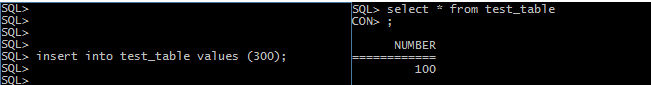 SQL>
SQL>
SQL>
SQL>
SQL> insert into test_table values (300);
SQL>
SQL>
SQL> select * from test_table
CON> ;
NUMBER
============
100